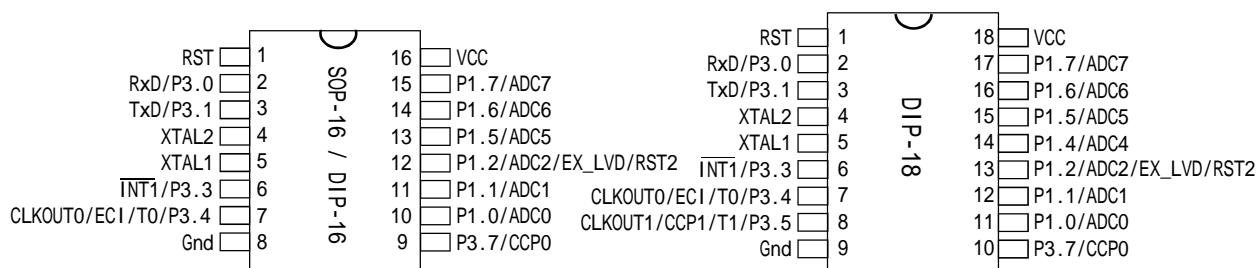 RST 1
RxD/P3.0 2
TxD/P3.1 3
XTAL2 4
XTAL1 5
INT1/P3.3 6
CLKOUT0/ECI/T0/P3.4 7
Gnd 8
SOP-16 / DIP-16
16 VCC
15 P1.7/ADC7
14 P1.6/ADC6
13 P1.5/ADC5
12 P1.2/ADC2/EX_LVD/RST2
11 P1.1/ADC1
10 P1.0/ADC0
9 P3.7/CCP0
RST 1
RxD/P3.0 2
TxD/P3.1 3
XTAL2 4
XTAL1 5
INT1/P3.3 6
CLKOUT0/ECI/T0/P3.4 7
CLKOUT1/CCP1/T1/P3.5 8
Gnd 9
DIP-18
18 VCC
17 P1.7/ADC7
16 P1.6/ADC6
15 P1.5/ADC5
14 P1.4/ADC4
13 P1.2/ADC2/EX_LVD/RST2
12 P1.1/ADC1
11 P1.0/ADC0
10 P3.7/CCP0